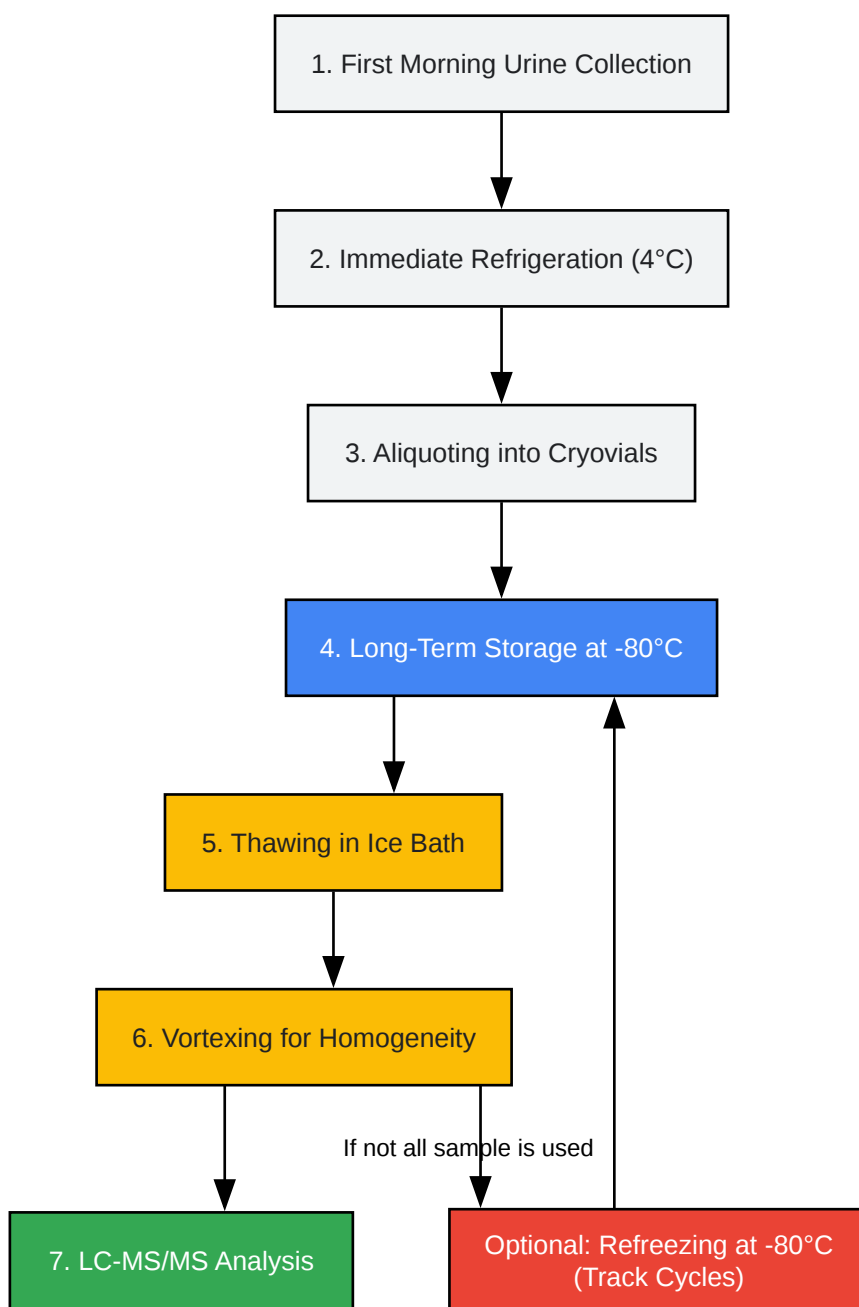 1. First Morning Urine Collection
2. Immediate Refrigeration (4°C)
3. Aliquoting into Cryovials
4. Long-Term Storage at -80°C
5. Thawing in Ice Bath
6. Vortexing for Homogeneity
If not all sample is used
7. LC-MS/MS Analysis
Optional: Refreezing at -80°C
(Track Cycles)